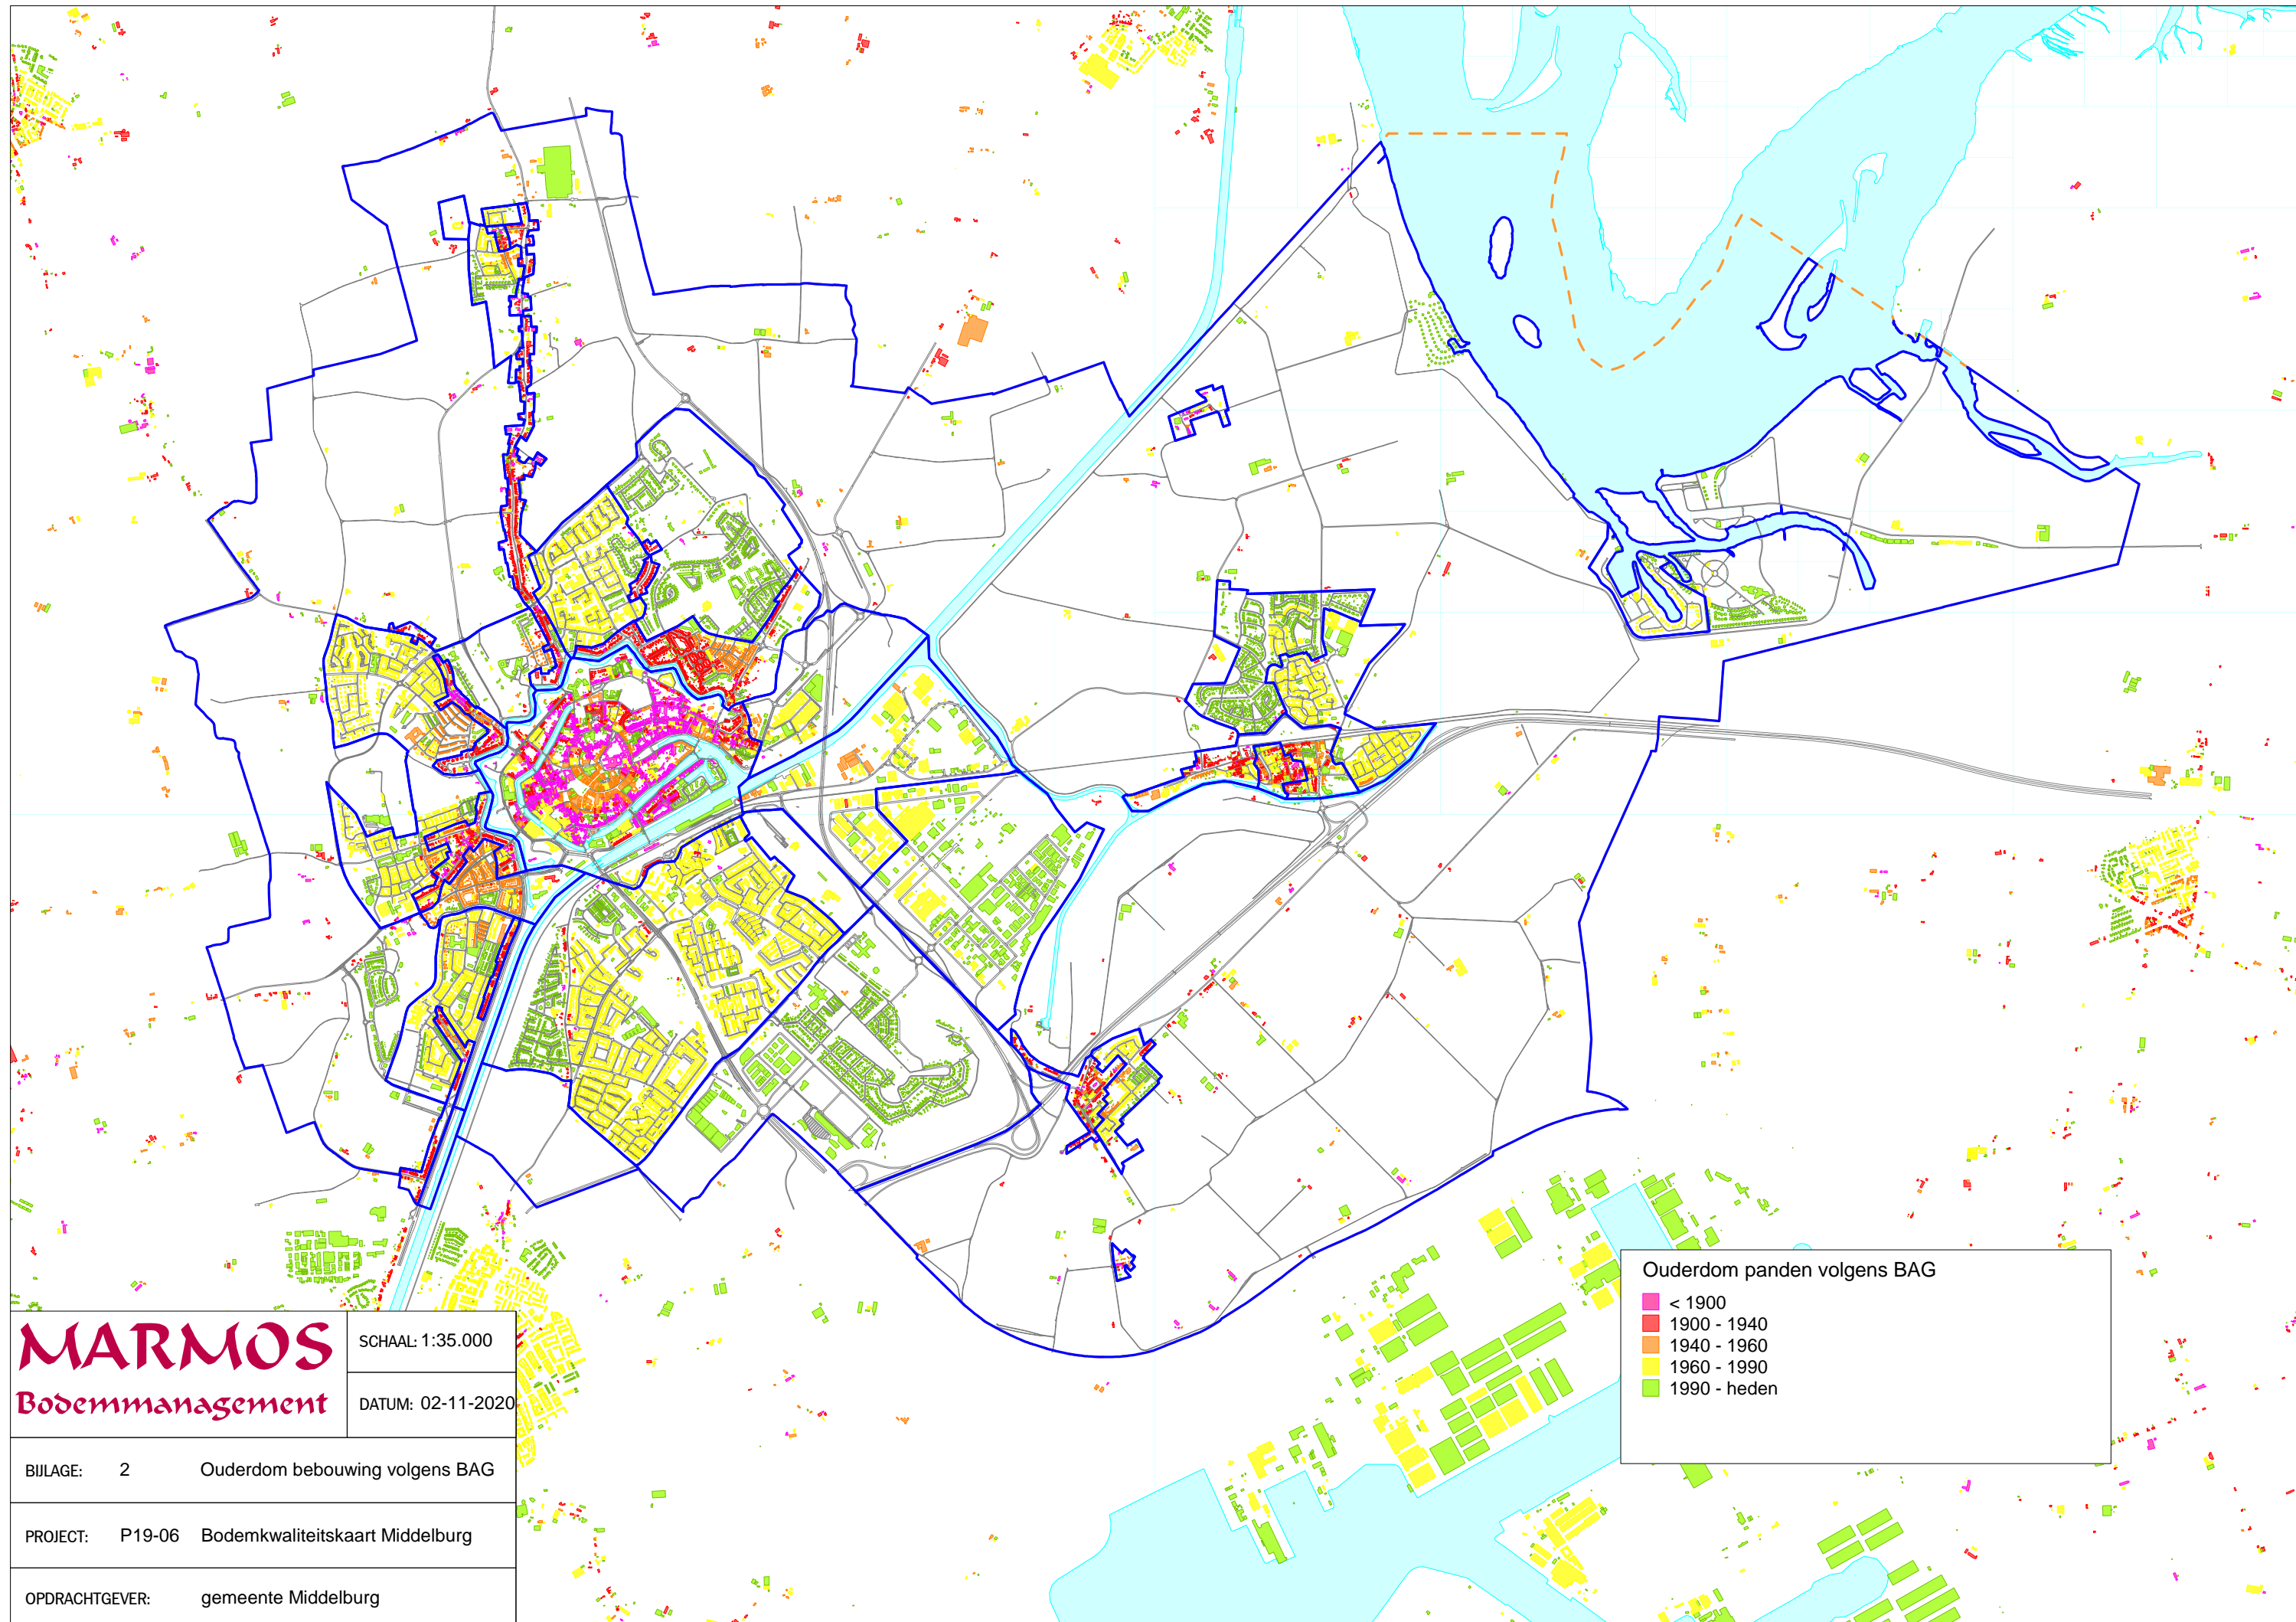 Ouderdom panden volgens BAG
< 1900
1900 - 1940
1940 - 1960
1960 - 1990
1990 - heden
MARMOS
Bodemmanagement
SCHAAL: 1:35.000
DATUM: 02-11-2020
BIJLAGE: 2 Ouderdom bebouwing volgens BAG
PROJECT: P19-06 Bodemkwaliteitskaart Middelburg
OPDRACHTGEVER: gemeente Middelburg